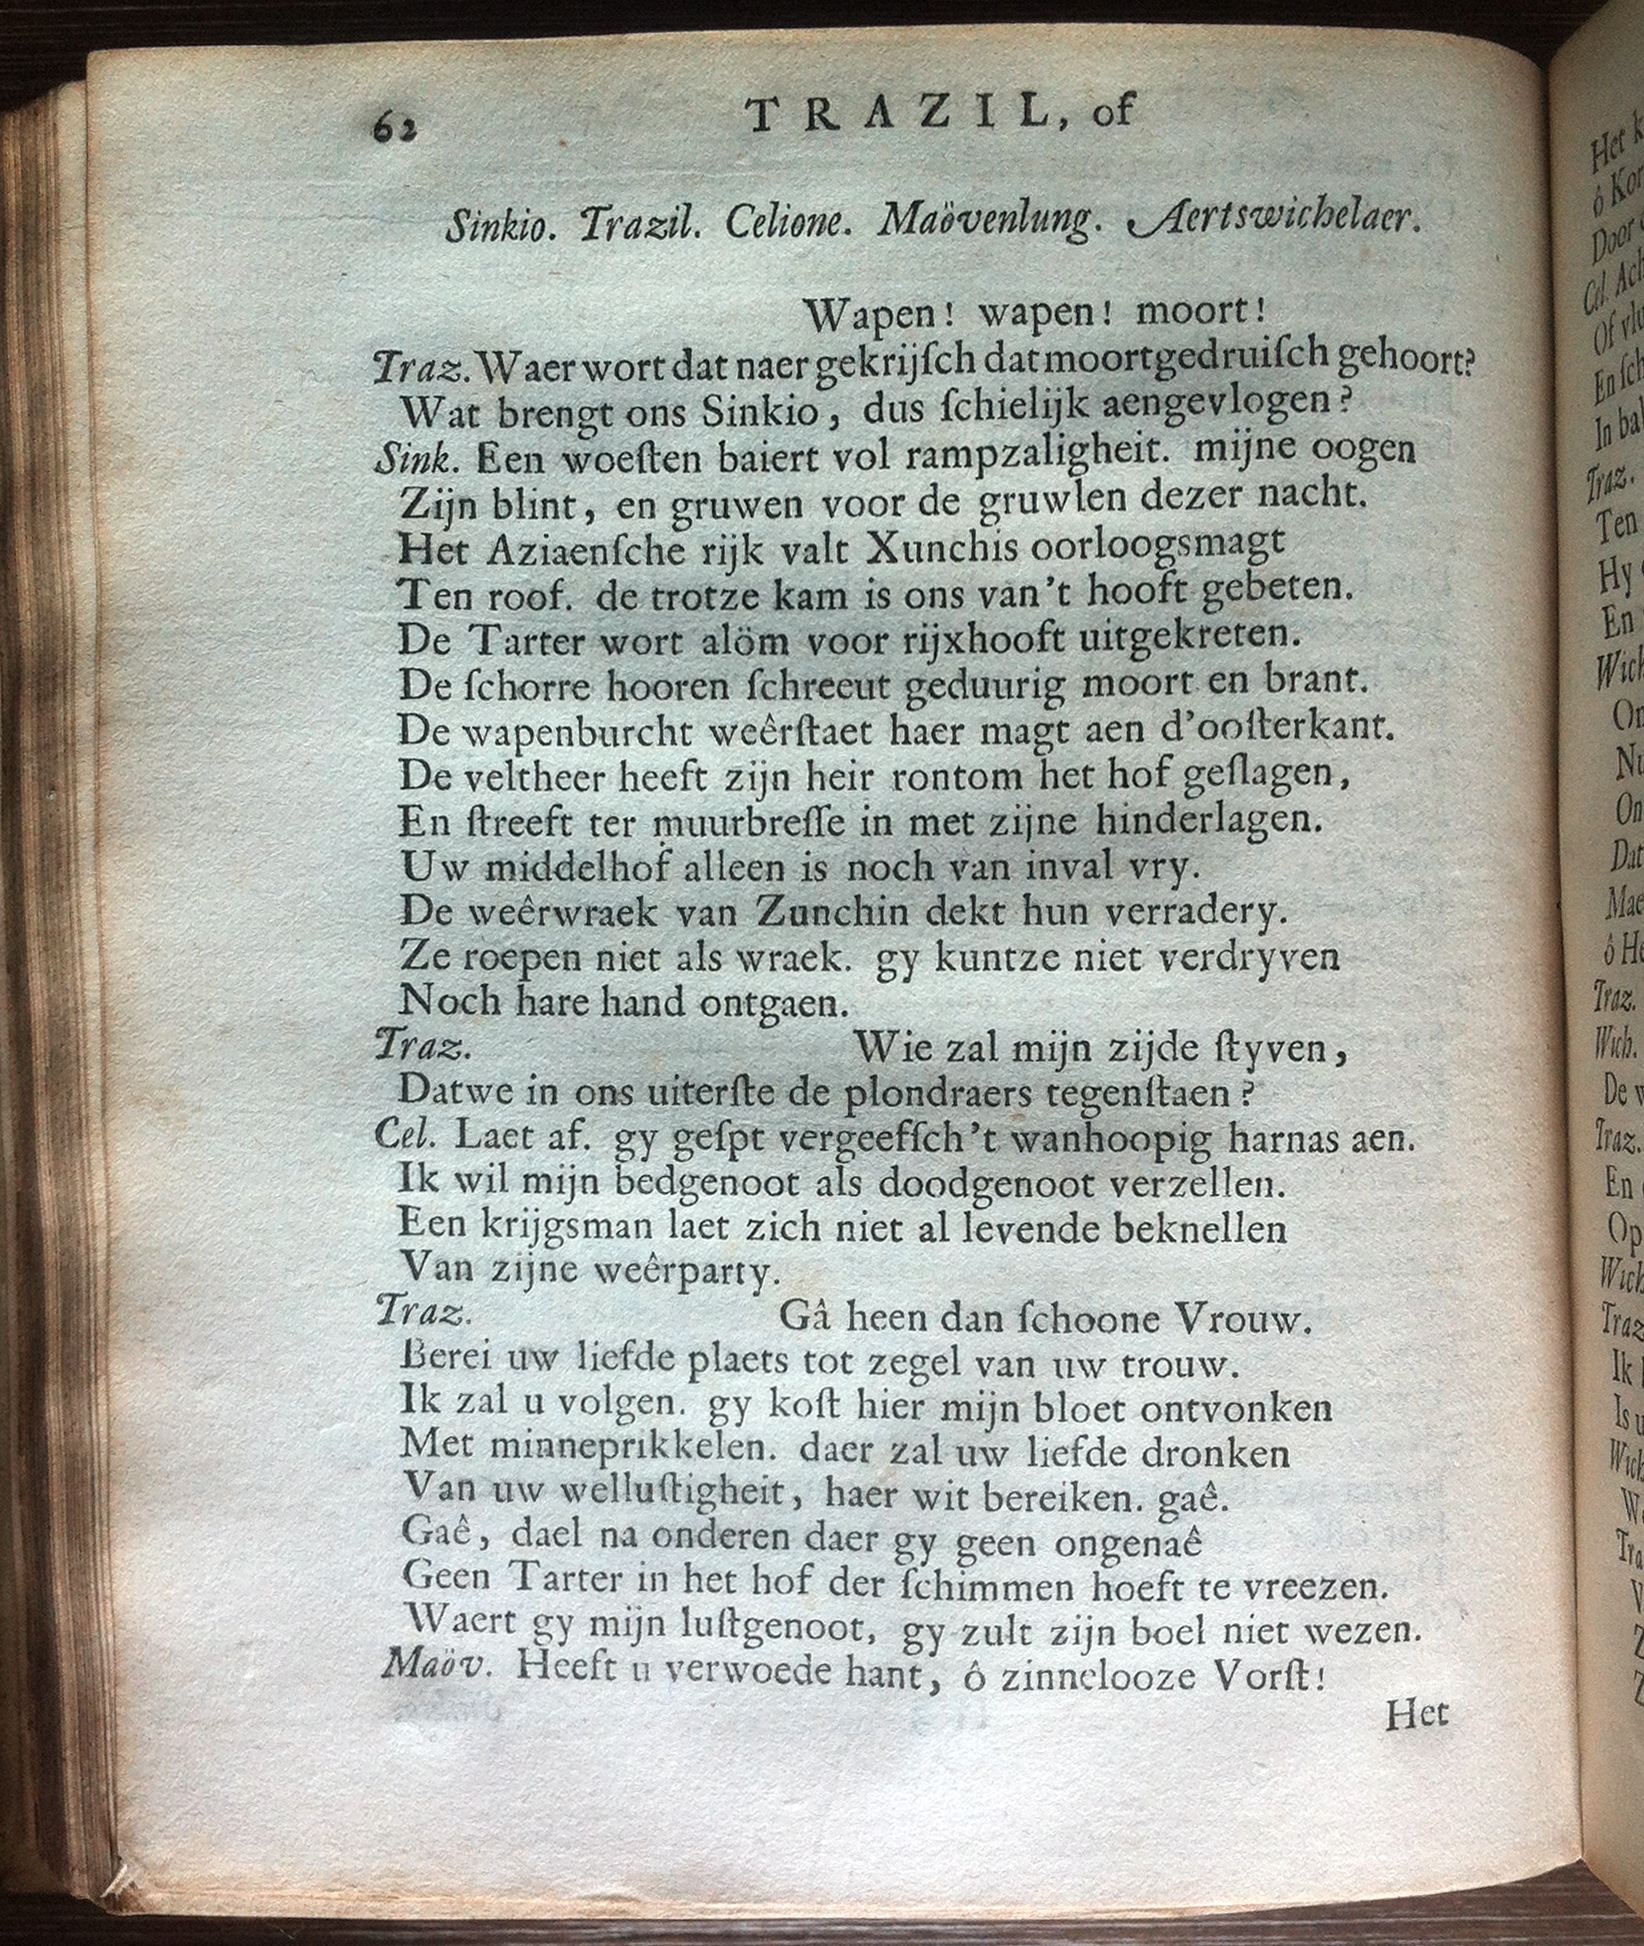 62 TRAZIL, of
Sinkio. Trazil. Celione. Maövenlung. Aertswichelaer.
Wapen! wapen! moort!
Traz. Waer wort dat naer gekrijſch dat moortgedruiſch gehoort?
Wat brengt ons Sinkio, dus ſchielijk aengevlogen?
Sink. Een woeſten baiert vol rampzaligheit. mijne oogen
Zijn blint, en gruwen voor de gruwlen dezer nacht.
Het Aziaenſche rijk valt Xunchis oorloogsmagt
Ten roof. de trotze kam is ons van't hooft gebeten.
De Tarter wort alöm voor rijxhooft uitgekreten.
De ſchorre hooren ſchreeut geduurig moort en brant.
De wapenburcht weêrſtaet haer magt aen d'ooſterkant.
De veltheer heeft zijn heir rontom het hof geſlagen,
En ſtreeft ter muurbreſſe in met zijne hinderlagen.
Uw middelhof alleen is noch van inval vry.
De weêrwraek van Zunchin dekt hun verradery.
Ze roepen niet als wraek. gy kuntze niet verdryven
Noch hare hand ontgaen.
Traz. Wie zal mijn zijde ſtyven,
Datwe in ons uiterſte de plondraers tegenſtaen?
Cel. Laet af. gy geſpt vergeefſch't wanhoopig harnas aen.
Ik wil mijn bedgenoot als doodgenoot verzellen.
Een krijgsman laet zich niet al levende beknellen
Van zijne weêrparty.
Traz. Gâ heen dan ſchoone Vrouw.
Berei uw liefde plaets tot zegel van uw trouw.
Ik zal u volgen. gy koſt hier mijn bloet ontvonken
Met minneprikkelen. daer zal uw liefde dronken
Van uw welluſtigheit, haer wit bereiken. gaê.
Gaê, dael na onderen daer gy geen ongenaê
Geen Tarter in het hof der ſchimmen hoeft te vreezen.
Waert gy mijn luſtgenoot, gy zult zijn boel niet wezen.
Maöv. Heeft u verwoede hant, ô zinnelooze Vorſt!
Het